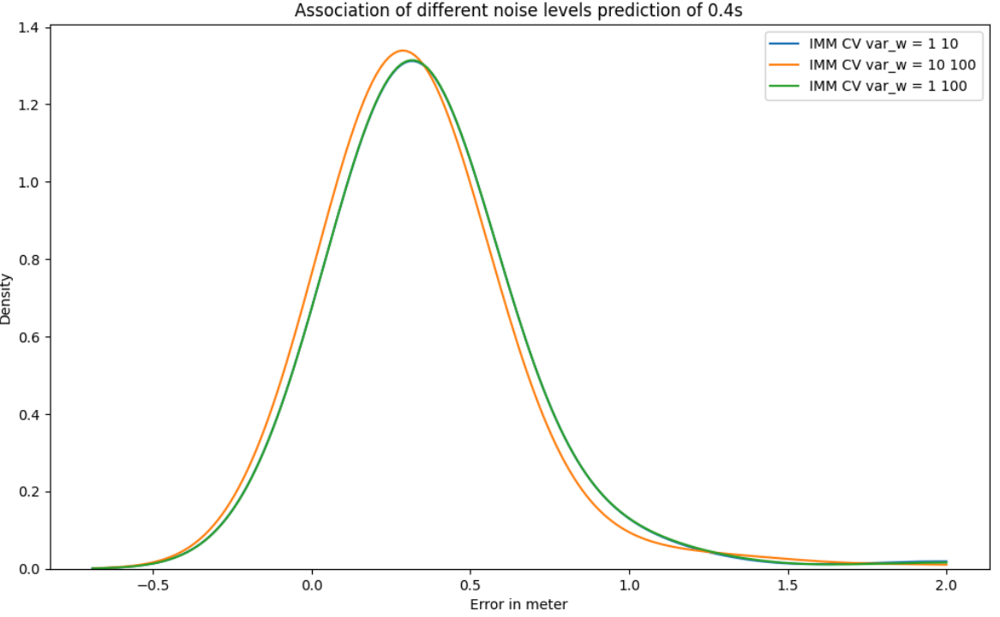 Association of different noise levels prediction of 0.4s
IMM CV var_w = 1 10
IMM CV var_w = 10 100
IMM CV var_w = 1 100
1.4
1.2
1.0
0.8
0.6
0.4
0.2
0.0
Density
−0.5
0.0
0.5
1.0
1.5
2.0
Error in meter